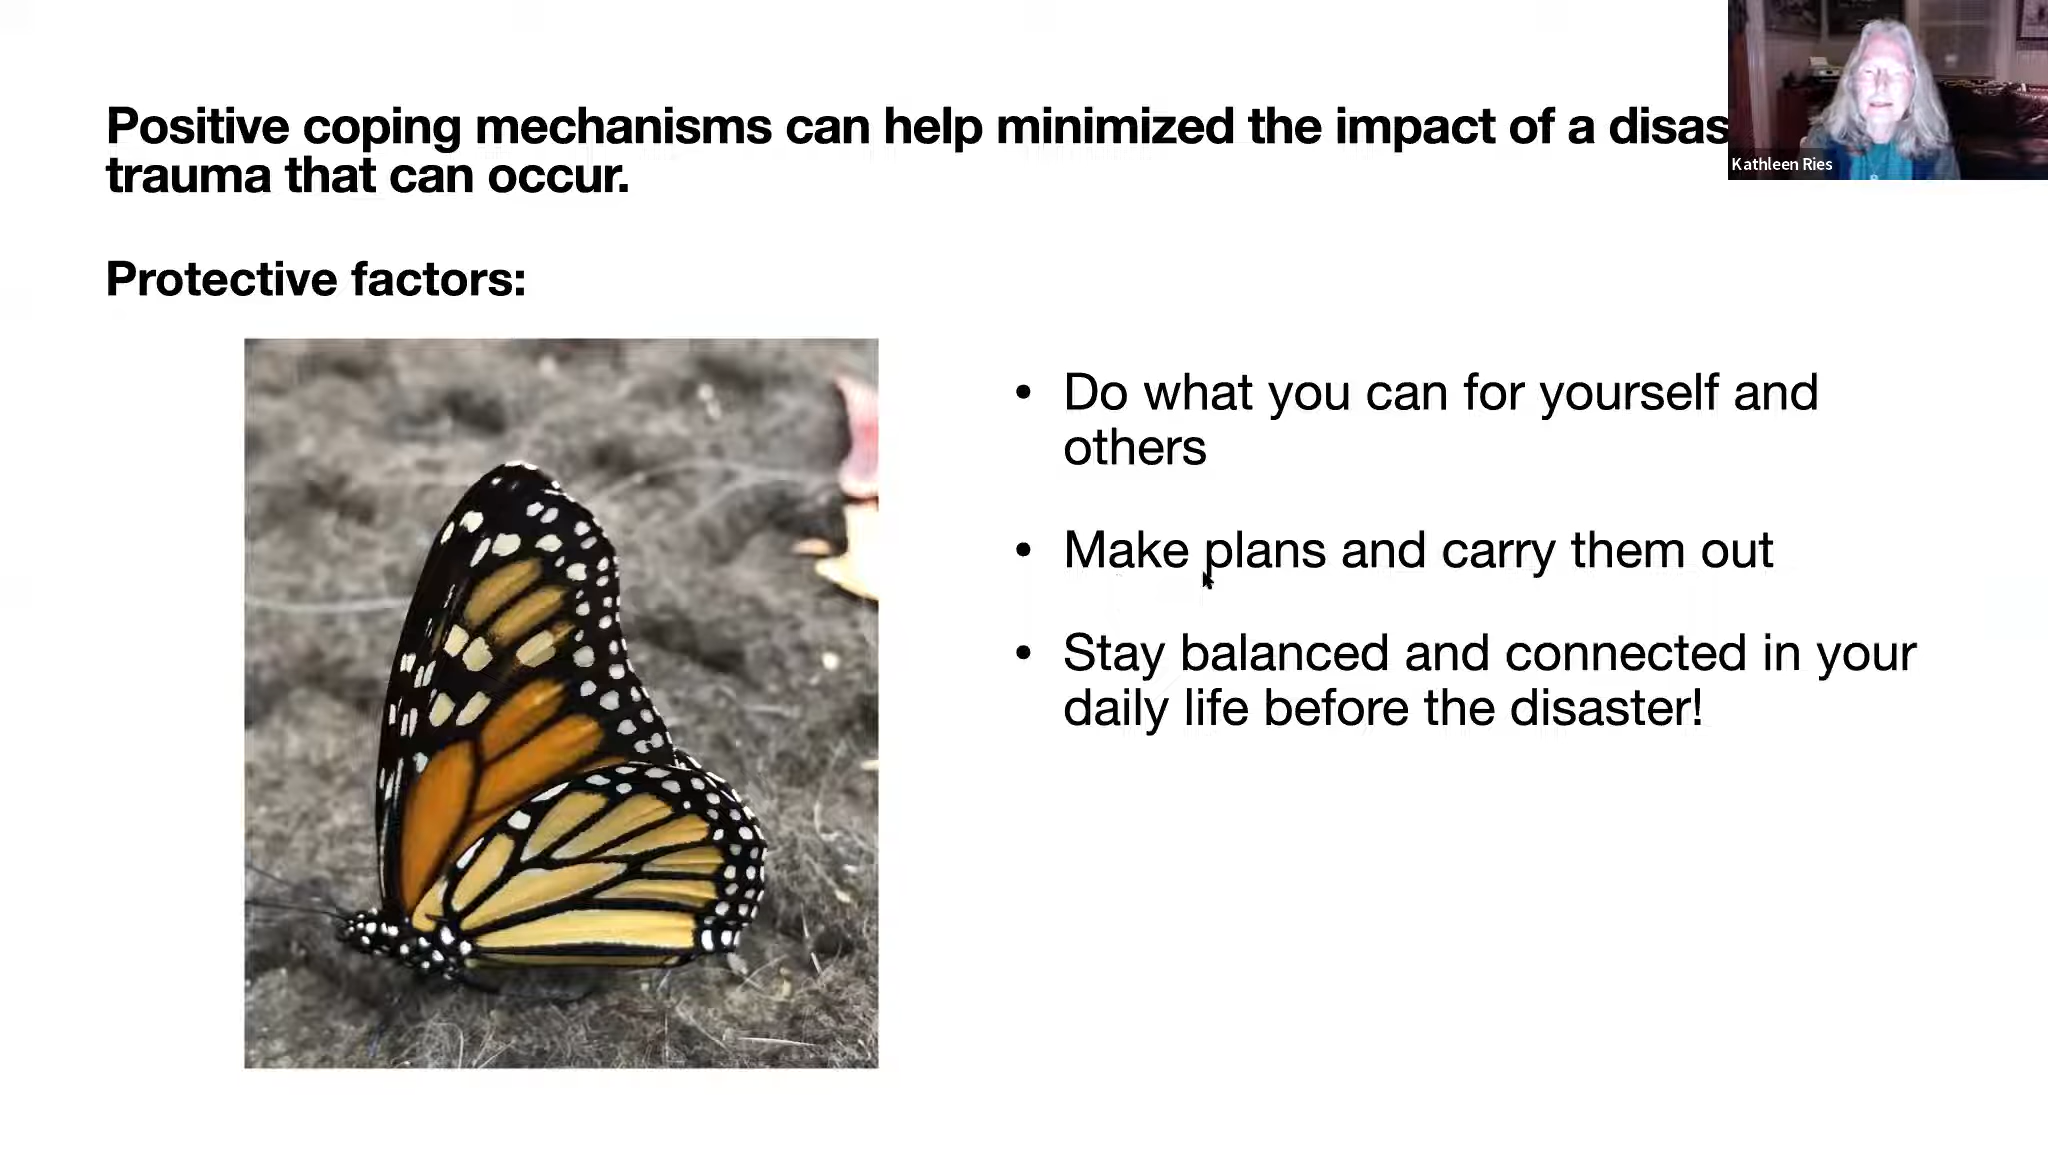 Positive coping mechanisms can help minimized the impact of a disas
trauma that can occur.
Kathleen Ries
Protective factors:
• Do what you can for yourself and
others
• Make plans and carry them out
• Stay balanced and connected in your
daily life before the disaster!